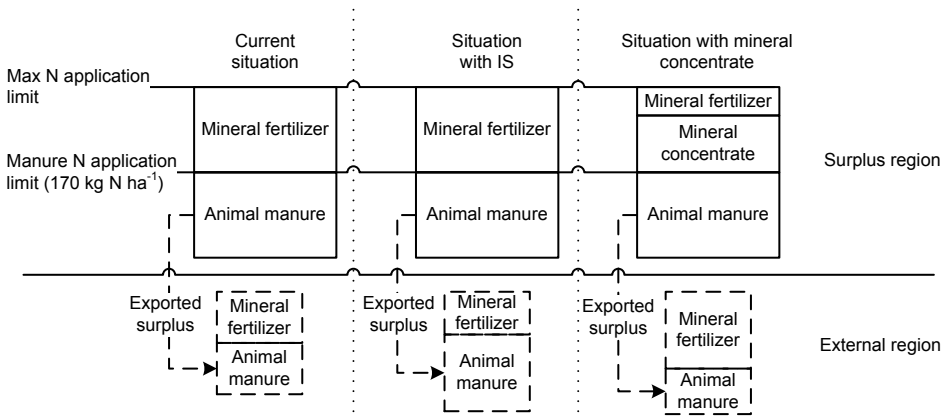 Current
situation
Situation
with IS
Situation with mineral
concentrate
Max N application
limit
Mineral fertilizer
Mineral fertilizer
Mineral fertilizer
Mineral
concentrate
Manure N application
limit (170 kg N ha⁻¹)
Surplus region
Animal manure
Animal manure
Animal manure
Exported
surplus
Mineral
fertilizer
Animal
manure
Exported
surplus
Mineral
fertilizer
Animal
manure
Exported
surplus
Mineral
fertilizer
Animal
manure
External region